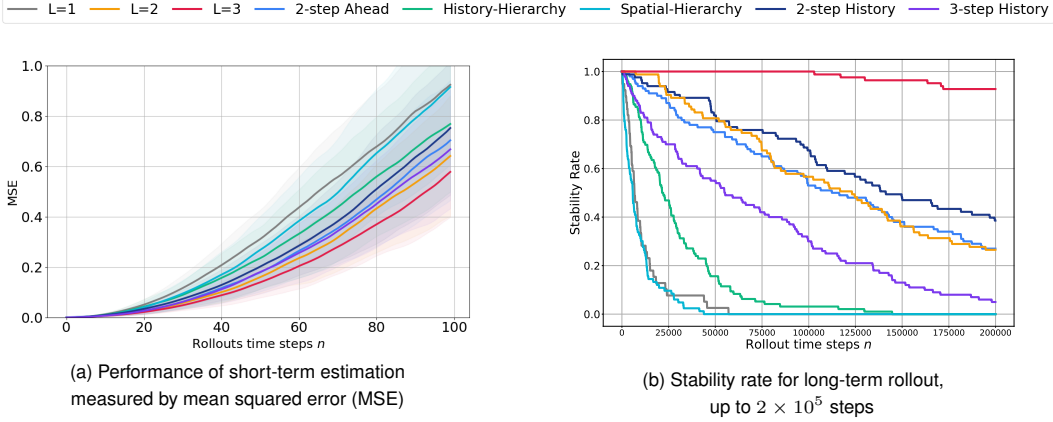 L=1 L=2 L=3 2-step Ahead History-Hierarchy Spatial-Hierarchy 2-step History 3-step History
MSE
1.0
0.8
0.6
0.4
0.2
0.0
0 20 40 60 80 100
Rollouts time steps n
(a) Performance of short-term estimation
measured by mean squared error (MSE)
Stability Rate
1.0
0.8
0.6
0.4
0.2
0.0
0 25000 50000 75000 100000 125000 150000 175000 200000
Rollout time steps n
(b) Stability rate for long-term rollout,
up to 2 × 10⁵ steps